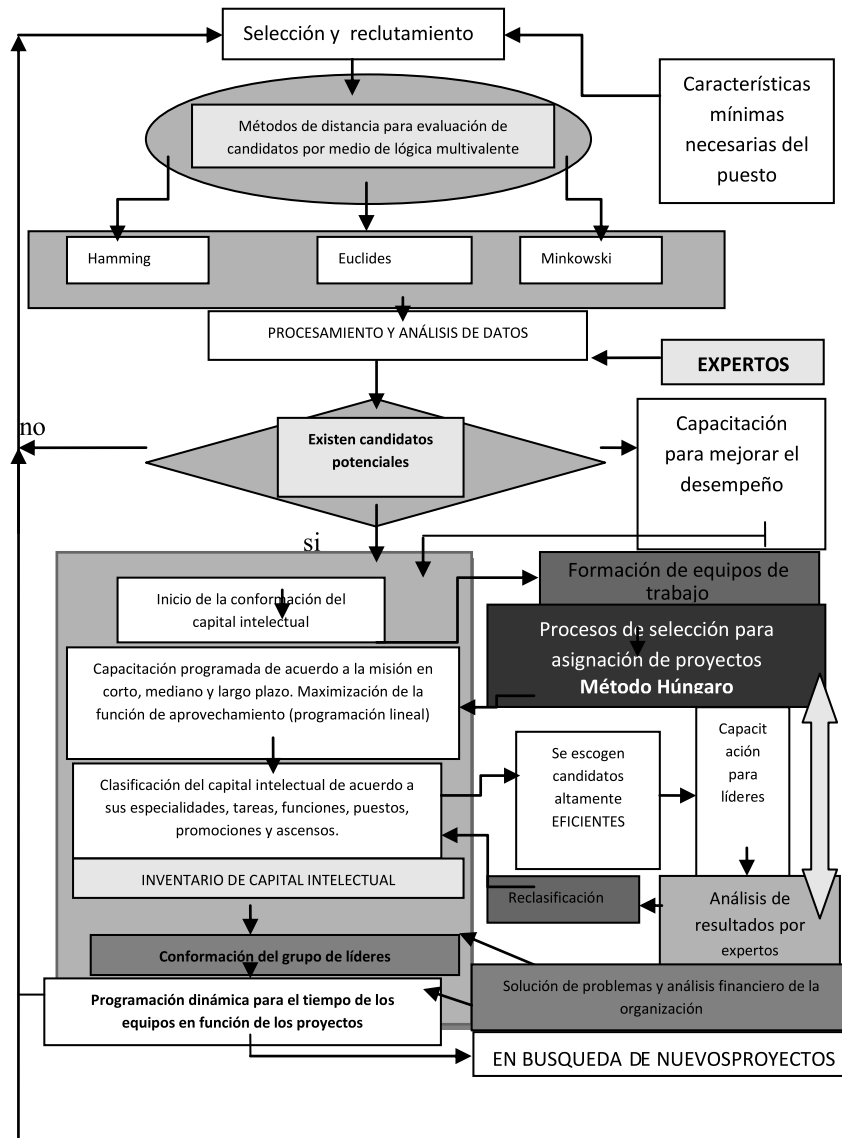 Selección y reclutamiento
Características
mínimas
necesarias del
puesto
Métodos de distancia para evaluación de
candidatos por medio de lógica multivalente
Hamming
Euclides
Minkowski
PROCESAMIENTO Y ANÁLISIS DE DATOS
EXPERTOS
no
Existen candidatos
potenciales
Capacitación
para mejorar el
desempeño
si
Inicio de la conformación del
capital intelectual
Formación de equipos de
trabajo
Procesos de selección para
asignación de proyectos
Método Húngaro
Capacitación programada de acuerdo a la misión en
corto, mediano y largo plazo. Maximización de la
función de aprovechamiento (programación lineal)
Clasificación del capital intelectual de acuerdo a
sus especialidades, tareas, funciones, puestos,
promociones y ascensos.
Se escogen
candidatos
altamente
EFICIENTES
Capacit
ación
para
líderes
INVENTARIO DE CAPITAL INTELECTUAL
Reclasificación
Análisis de
resultados por
expertos
Conformación del grupo de líderes
Solución de problemas y análisis financiero de la
organización
Programación dinámica para el tiempo de los
equipos en función de los proyectos
EN BUSQUEDA DE NUEVOSPROYECTOS